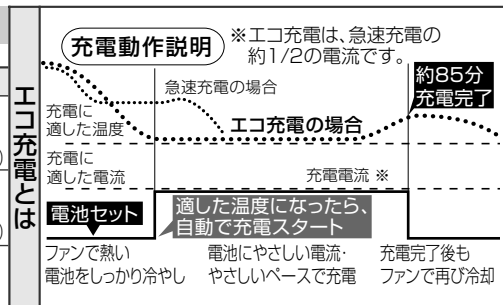 エコ充電とは
充電動作説明
※エコ充電は、急速充電の
約1/2の電流です。
約85分
充電完了
急速充電の場合
充電に
適した温度
エコ充電の場合
充電に
適した電流
充電電流 ※
電池セット
適した温度になったら、
自動で充電スタート
ファンで熱い
電池をしっかり冷やし
電池にやさしい電流・
やさしいペースで充電
充電完了後も
ファンで再び冷却